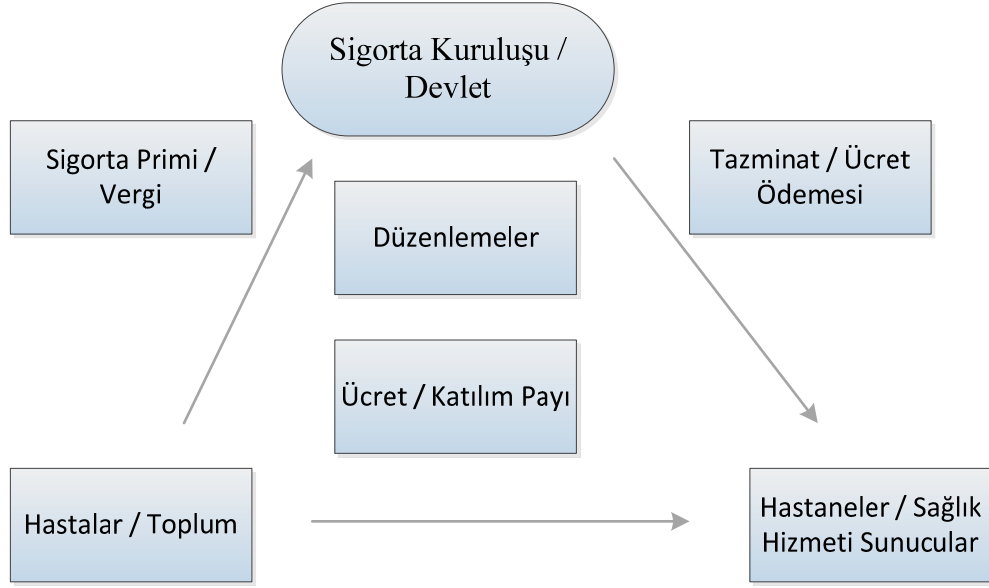 Sigorta Kuruluşu /
Devlet
Sigorta Primi /
Vergi
Tazminat / Ücret
Ödemesi
Düzenlemeler
Ücret / Katılım Payı
Hastalar / Toplum
Hastaneler / Sağlık
Hizmeti Sunucular